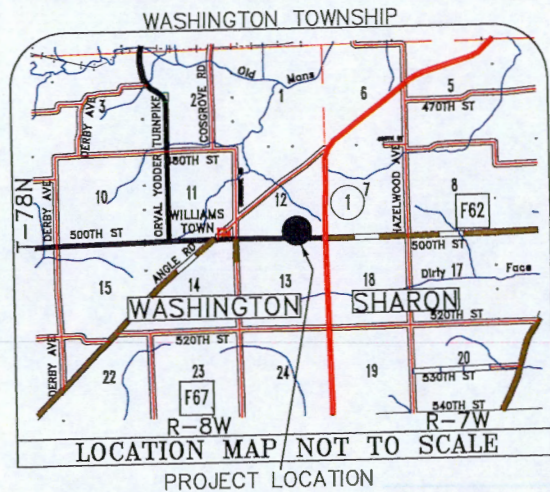 WASHINGTON TOWNSHIP
Old Mans
DERBY AVE
3
2
COSGROVE RD
1
6
5
470TH ST
ORVAL YODER TURNPIKE
480TH ST
HAZELWOOD AVE
T-78N
DERBY AVE
10
11
12
1
7
8
F62
WILLIAMS
TOWN
500TH ST
500TH ST
ANGLE RD
15
14
13
18
Dirty 17 Face
WASHINGTON
SHARON
520TH ST
520TH ST
DERBY AVE
22
23
24
19
20
530TH ST
F67
540TH ST
R-8W
R-7W
LOCATION MAP NOT TO SCALE
PROJECT LOCATION